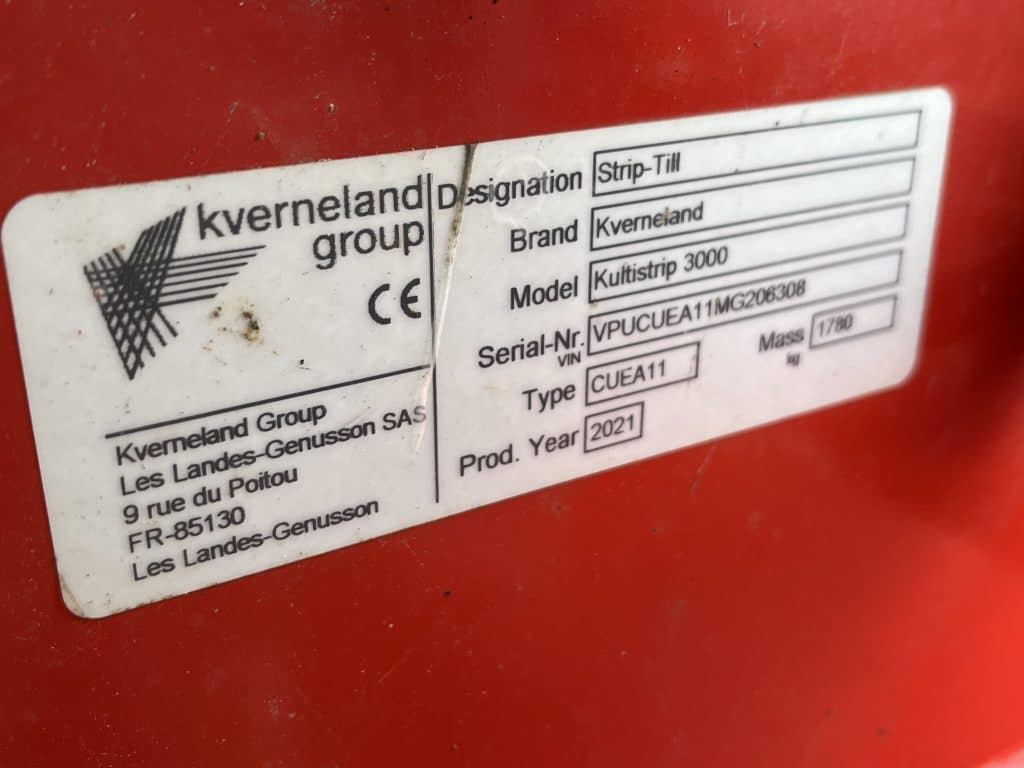 kverneland
group
CE
Kverneland Group
Les Landes-Genusson SAS
9 rue du Poitou
FR-85130
Les Landes-Genusson
Designation Strip-Till
Brand Kverneland
Model Kultistrip 3000
Serial-Nr. VPUCUEA11MG206308
VIN
Type CUEA11 Mass 1780
kg
Prod. Year 2021